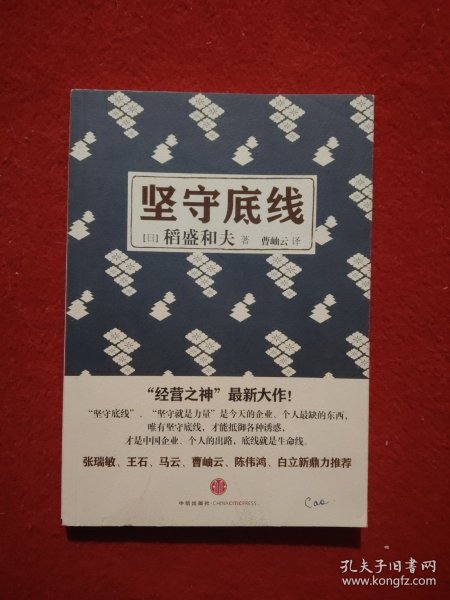 坚守底线
[日] 稻盛和夫 著 曹岫云 译
“经营之神”最新大作！
“坚守底线”、“坚守就是力量”是今天的企业、个人最缺的东西，
唯有坚守底线，才能抵御各种诱惑，
才是中国企业、个人的出路，底线就是生命线。
张瑞敏、王石、马云、曹岫云、陈伟鸿、白立新鼎力推荐
中信出版社·CHINACITICPRESS
Cao
孔夫子旧书网
www.kongfz.com